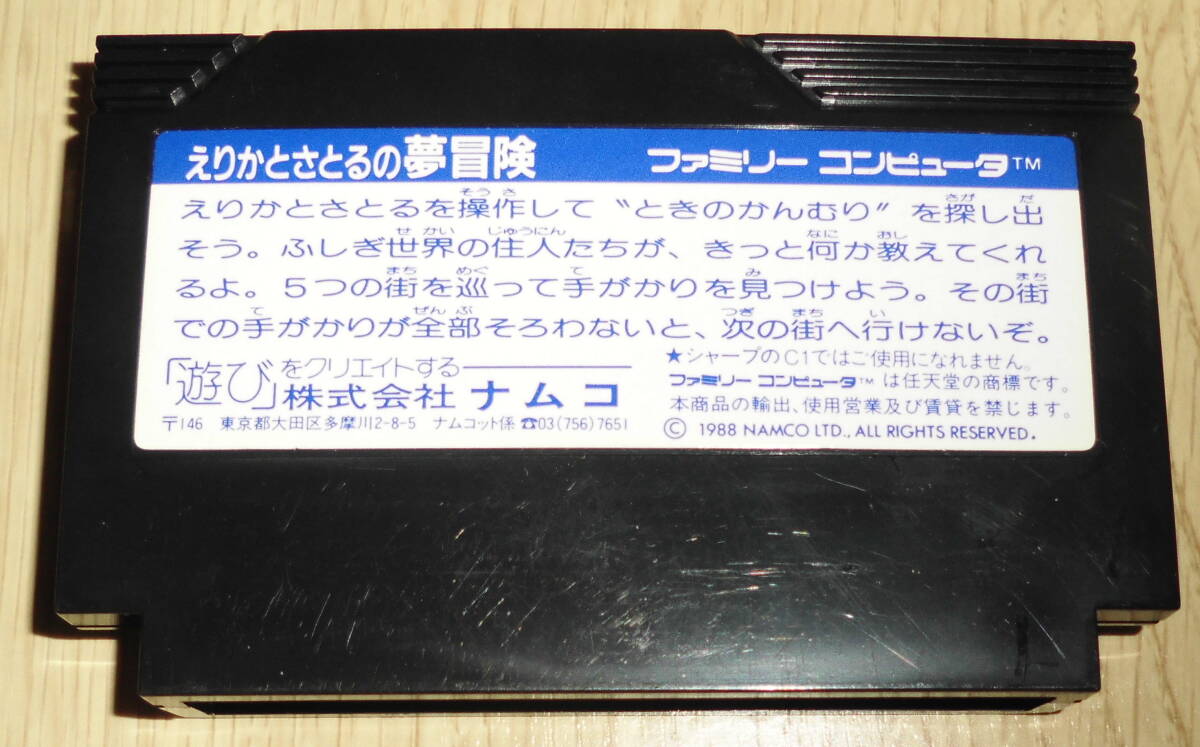 えりかとさとるの夢冒険 ファミリー コンピュータ™
えりかとさとるを操作して〝ときのかんむり〟を探し出
そう。ふしぎ世界の住人たちが、きっと何か教えてくれ
るよ。5つの街を巡って手がかりを見つけよう。その街
での手がかりが全部そろわないと、次の街へ行けないぞ。
「遊び」をクリエイトする
株式会社 ナムコ
〒146 東京都大田区多摩川2-8-5 ナムコット係 ☎03(756)7651
★シャープのC1ではご使用になれません。
ファミリー コンピュータ™ は任天堂の商標です。
本商品の輸出、使用営業及び賃貸を禁じます。
© 1988 NAMCO LTD., ALL RIGHTS RESERVED.